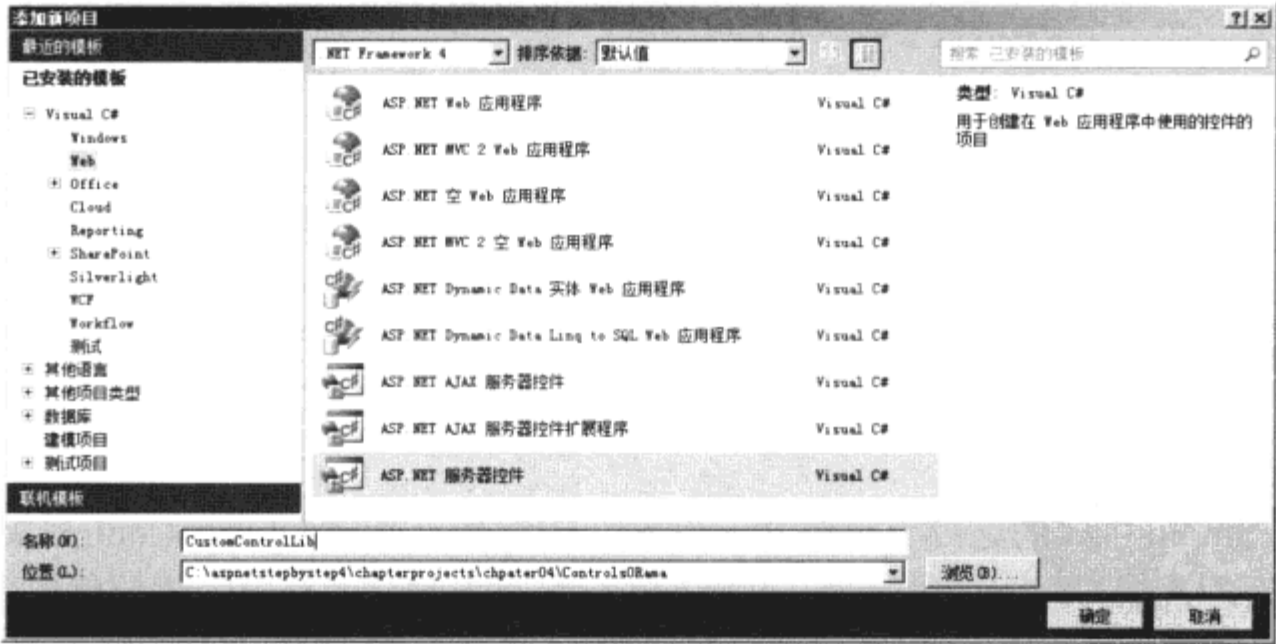 添加新项目
最近的模板
已安装的模板
Visual C#
Windows
Web
Office
Cloud
Reporting
SharePoint
Silverlight
WCF
Workflow
测试
其他语言
其他项目类型
数据库
建模项目
测试项目
联机模板
.NET Framework 4 排序依据: 默认值
搜索 已安装的模板
ASP.NET Web 应用程序 Visual C#
ASP.NET MVC 2 Web 应用程序 Visual C#
ASP.NET 空 Web 应用程序 Visual C#
ASP.NET MVC 2 空 Web 应用程序 Visual C#
ASP.NET Dynamic Data 实体 Web 应用程序 Visual C#
ASP.NET Dynamic Data Linq to SQL Web 应用程序 Visual C#
ASP.NET AJAX 服务器控件 Visual C#
ASP.NET AJAX 服务器控件扩展程序 Visual C#
ASP.NET 服务器控件 Visual C#
类型: Visual C#
用于创建在 Web 应用程序中使用的控件的
项目
名称(N): CustomControlLib
位置(L): C:\aspnetstepbystep4\chapterprojects\chpater04\ControlsORama 浏览(B)...
确定 取消